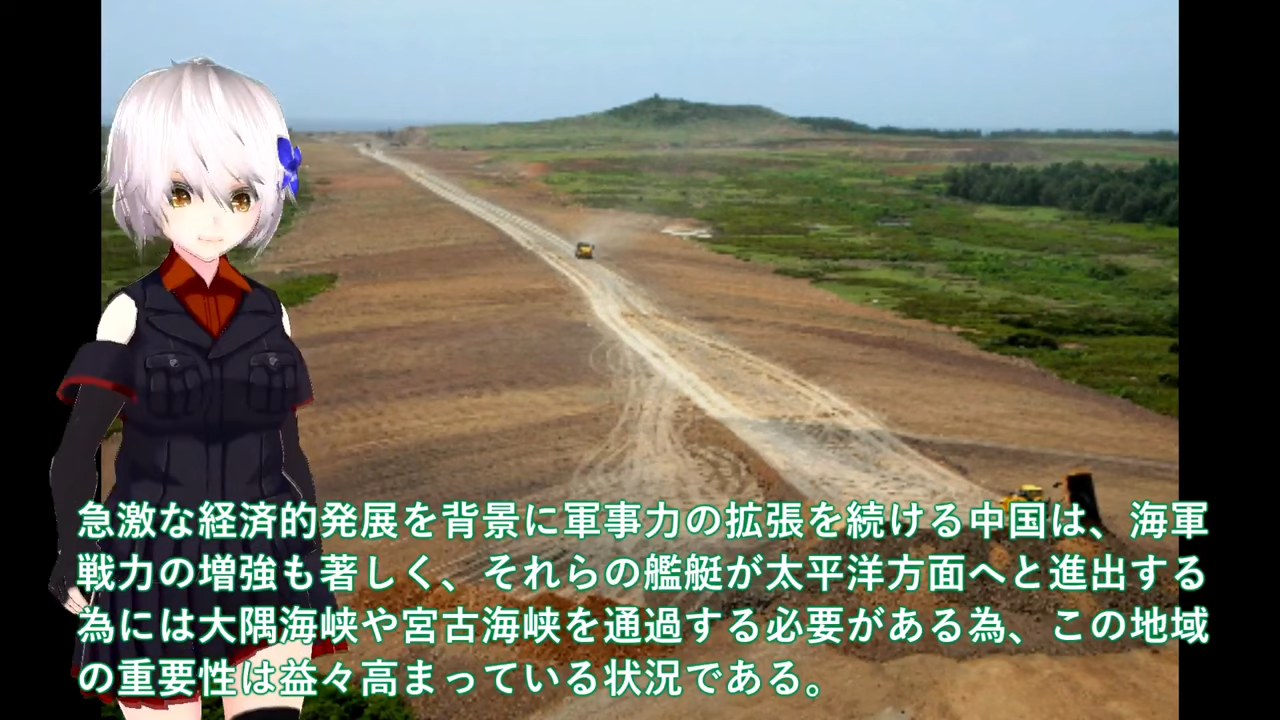 急激な経済的発展を背景に軍事力の拡張を続ける中国は、海軍
戦力の増強も著しく、それらの艦艇が太平洋方面へと進出する
為には大隅海峡や宮古海峡を通過する必要がある為、この地域
の重要性は益々高まっている状況である。